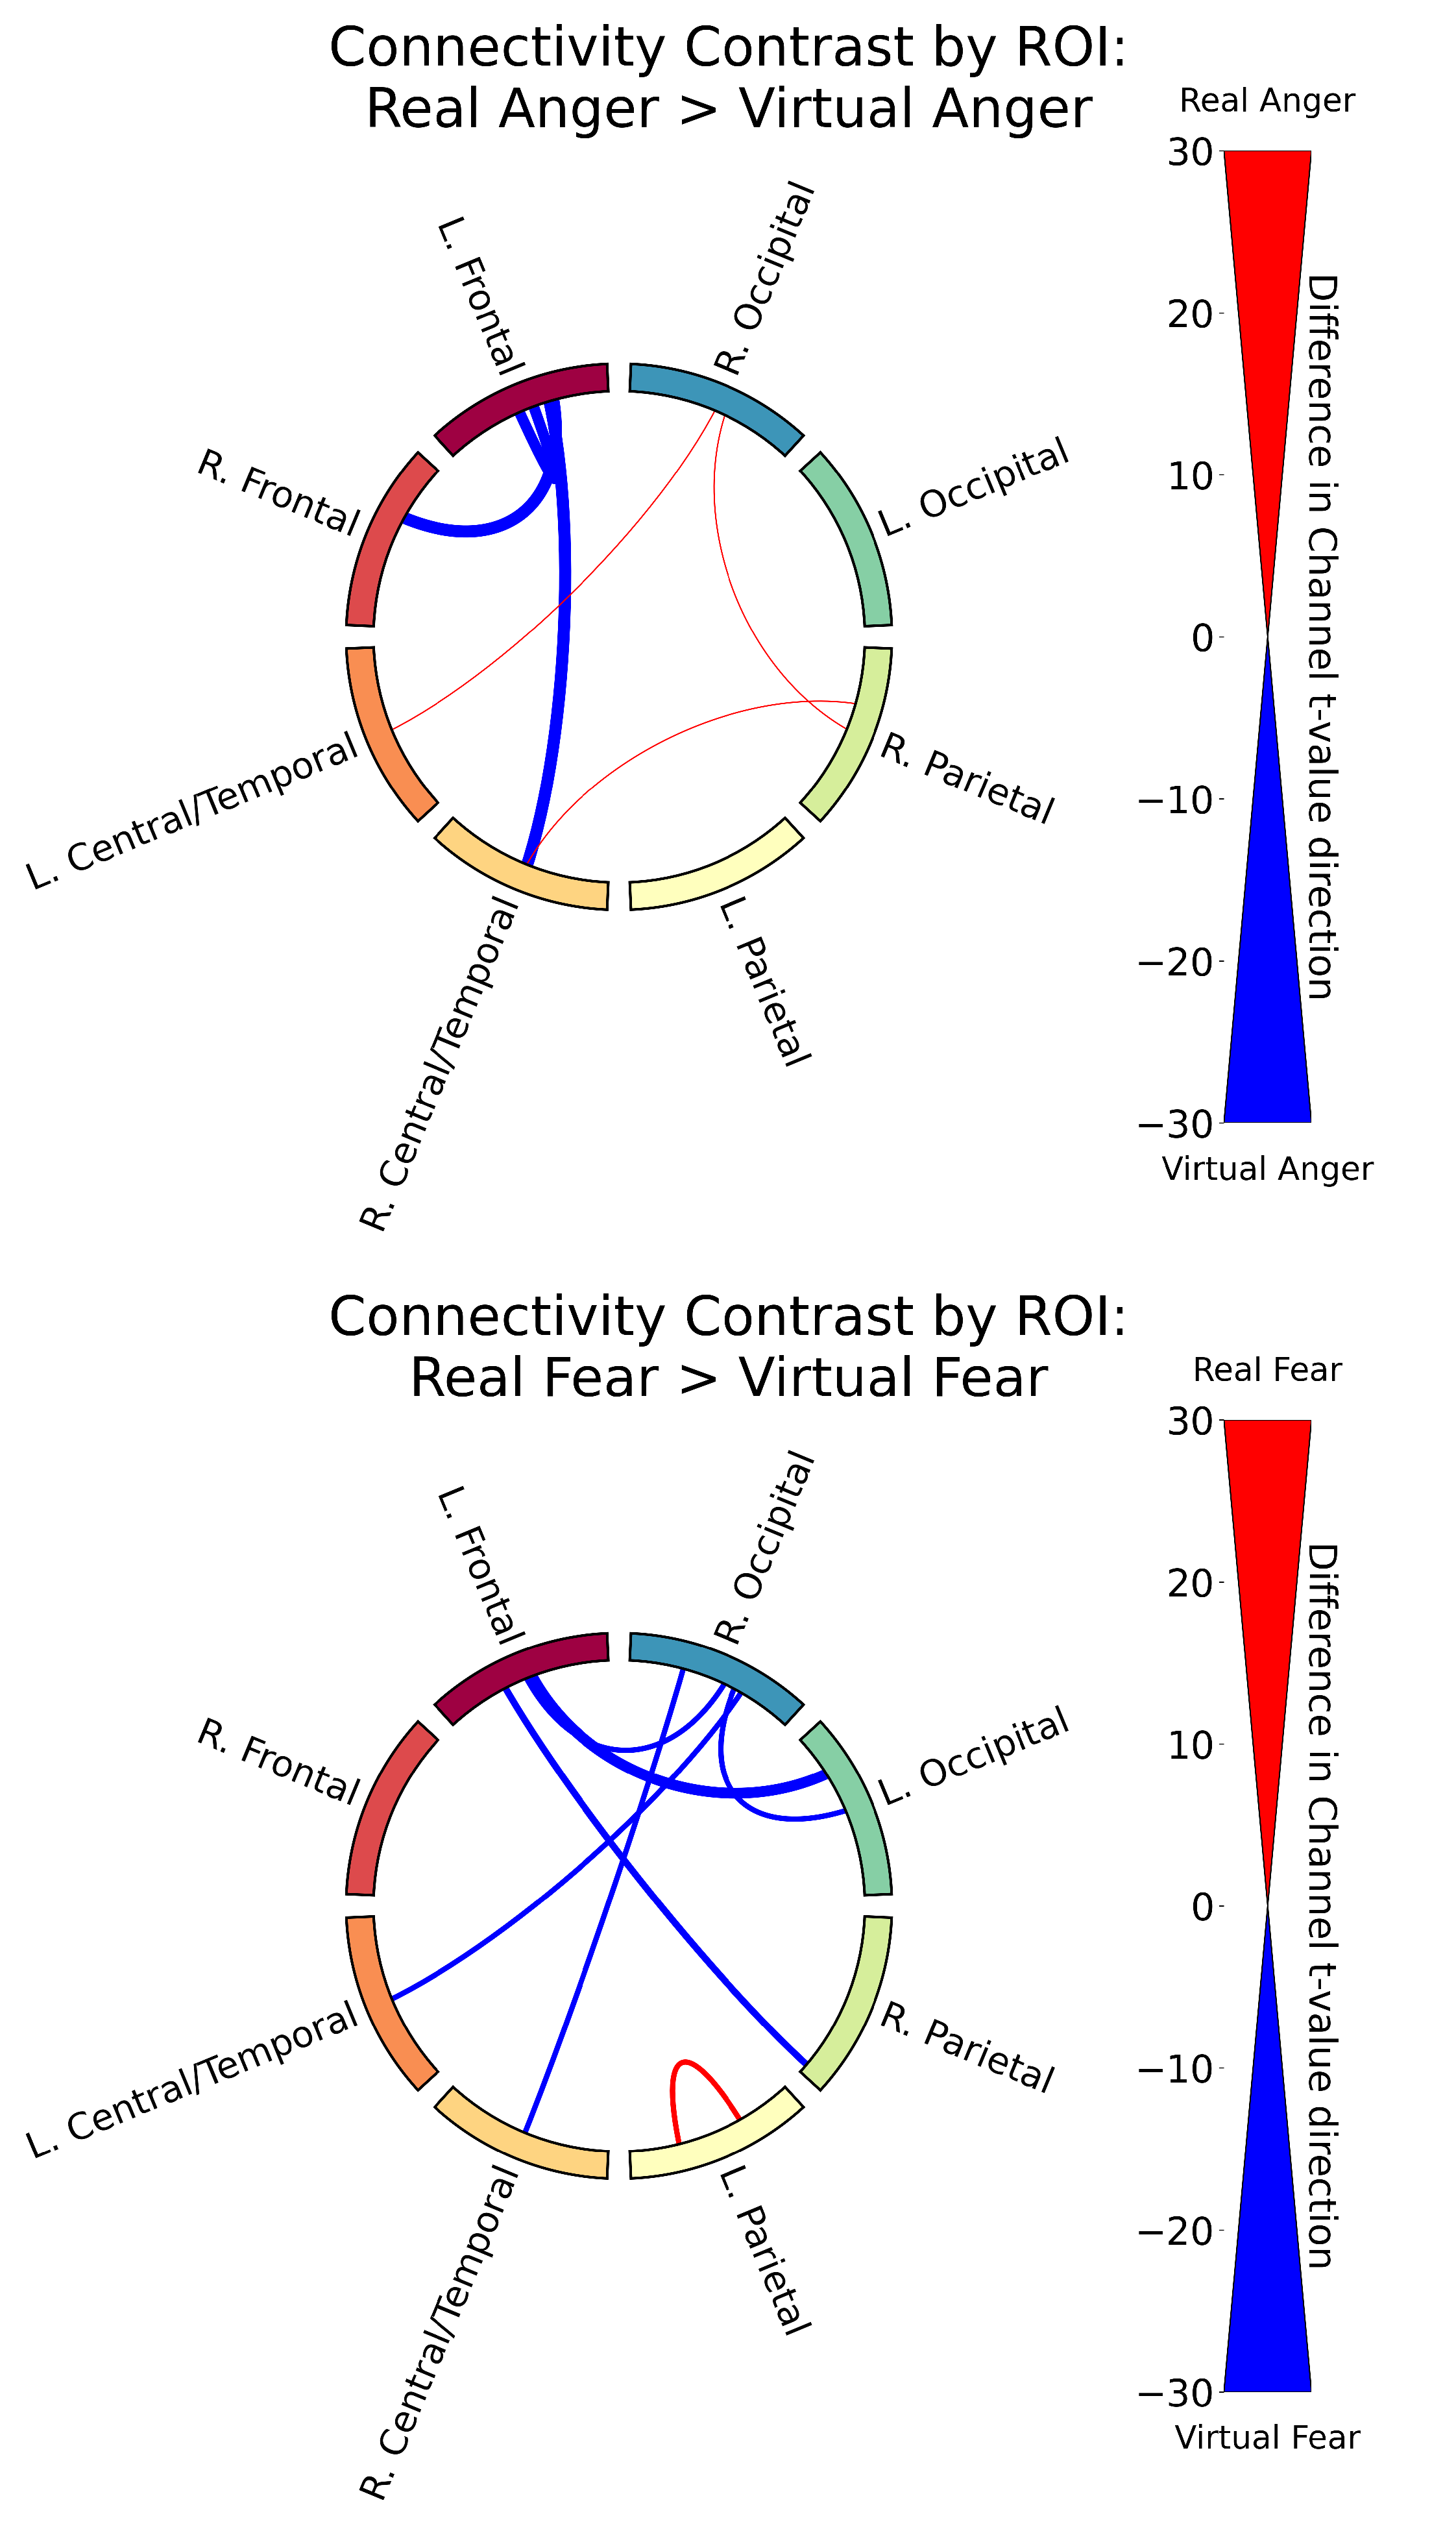 Connectivity Contrast by ROI:
Real Anger > Virtual Anger
Real Anger
30
20
10
0
−10
−20
−30
Virtual Anger
Difference in Channel t-value direction
L. Frontal
R. Occipital
R. Frontal
L. Occipital
L. Central/Temporal
R. Parietal
R. Central/Temporal
L. Parietal
Connectivity Contrast by ROI:
Real Fear > Virtual Fear
Real Fear
30
20
10
0
−10
−20
−30
Virtual Fear
Difference in Channel t-value direction
L. Frontal
R. Occipital
R. Frontal
L. Occipital
L. Central/Temporal
R. Parietal
R. Central/Temporal
L. Parietal